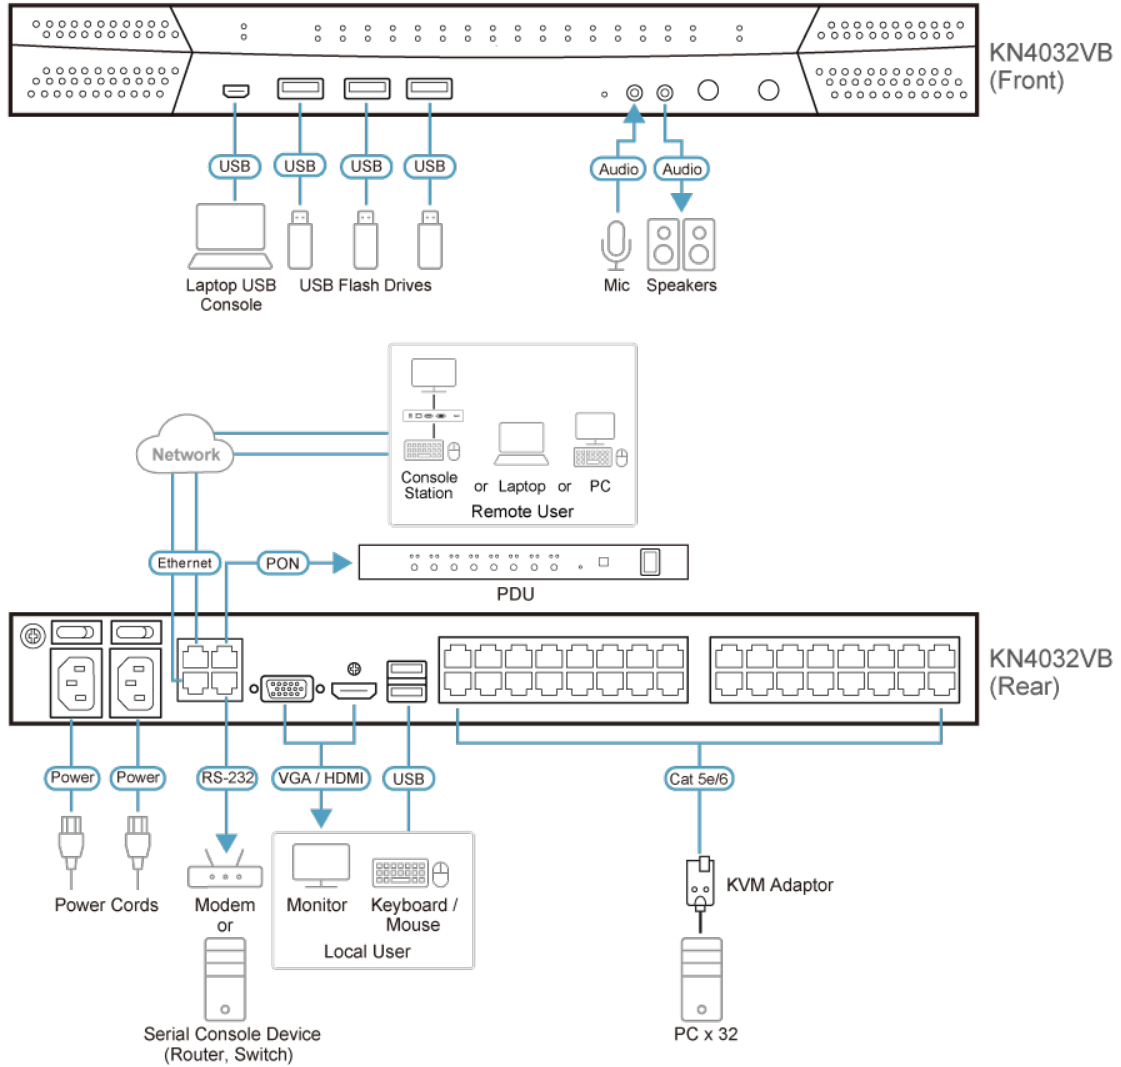 KN4032VB
(Front)
USB
USB
USB
USB
Audio
Audio
Laptop USB
Console
USB Flash Drives
Mic
Speakers
Network
Console
Station
or
Laptop
or
PC
Remote User
Ethernet
PON
PDU
KN4032VB
(Rear)
Power
Power
RS-232
VGA / HDMI
USB
Cat 5e/6
Power Cords
Modem
or
Monitor
Keyboard /
Mouse
Local User
KVM Adaptor
Serial Console Device
(Router, Switch)
PC x 32